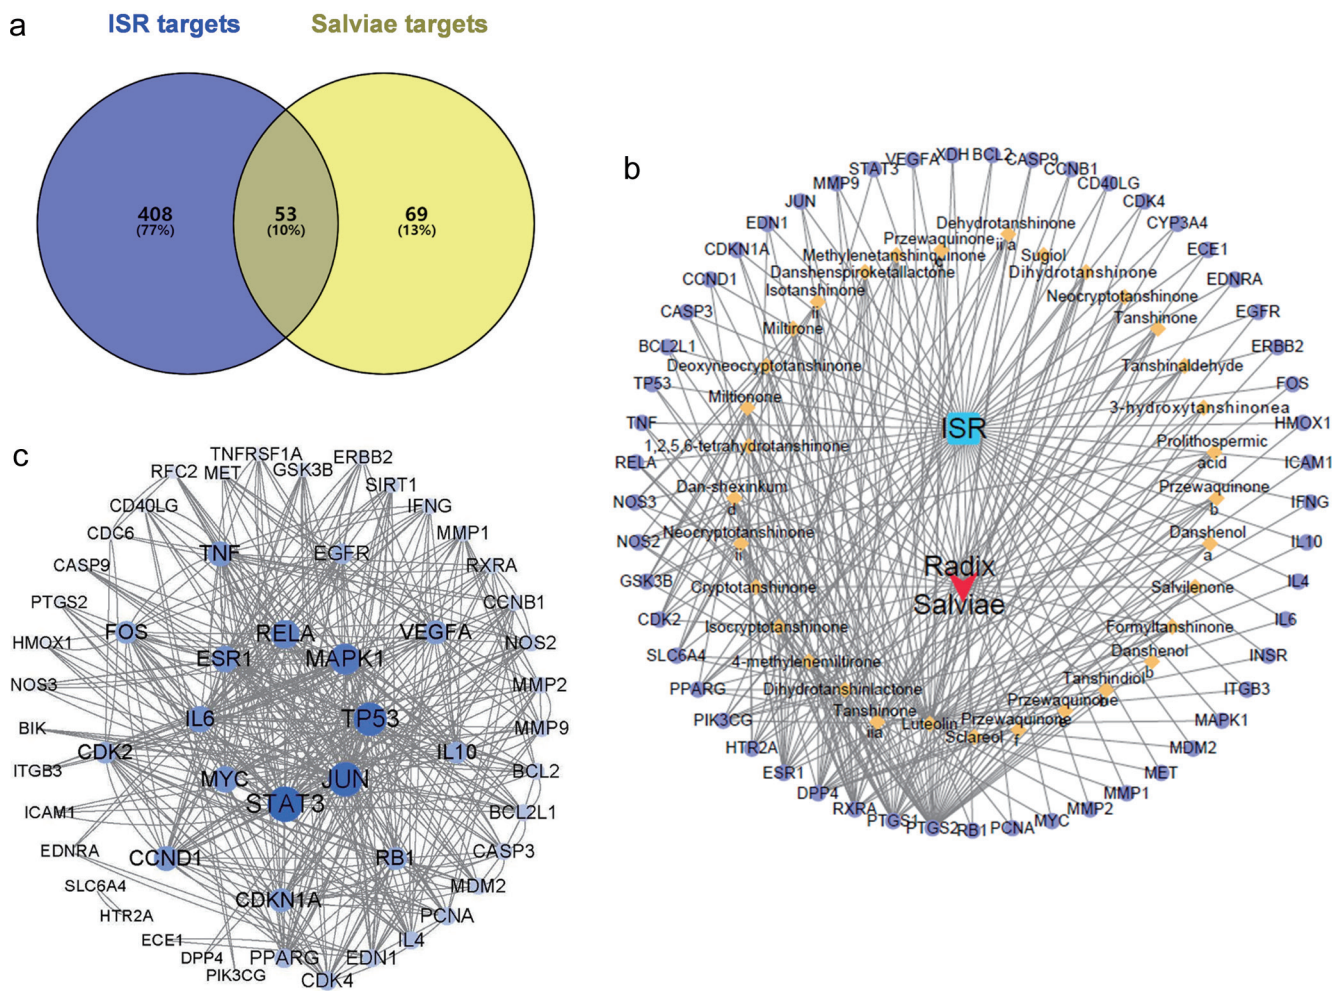 a
ISR targets
Salviae targets
408
(77%)
53
(10%)
69
(13%)
b
XDH
BCL2
CASP9
CCNB1
CD40LG
CDK4
CYP3A4
ECE1
EDNRA
EGFR
ERBB2
FOS
HMOX1
ICAM1
IFNG
IL10
IL4
IL6
INSR
ITGB3
MAPK1
MDM2
MET
MMP1
MMP2
MYC
PCNA
RB1
PTGS2
PTGS1
RXRA
DPP4
ESR1
HTR2A
PIK3CG
PPARG
SLC6A4
CDK2
GSK3B
NOS2
NOS3
RELA
TNF
TP53
BCL2L1
CASP3
CCND1
CDKN1A
EDN1
JUN
MMP9
STAT3
VEGFA
Dehydrotanshinone
ii a
Przewaquinone
c
Sugiol
Methylenetanshinquinone
Dihydrotanshinone
Danshenspiroketallactone
Neocryptotanshinone
Isotanshinone
ii
Tanshinone
Miltirone
Tanshinaldehyde
Deoxyneocryptotanshinone
3-hydroxytanshinonea
Miltionone
Prolithospermic
acid
1,2,5,6-tetrahydrotanshinone
Przewaquinone
b
Dan-shexinkum
d
Danshenol
a
Neocryptotanshinone
ii
Salvilenone
Cryptotanshinone
Formyltanshinone
Isocryptotanshinone
Danshenol
b
4-methylenemiltirone
Tanshindiol
b
Dihydrotanshinlactone
Przewaquinone
e
Tanshinone
iia
Luteolin
Przewaquinone
f
Sclareol
ISR
Radix
Salviae
c
TNFRSF1A
ERBB2
RFC2
MET
GSK3B
SIRT1
CD40LG
IFNG
CDC6
MMP1
TNF
EGFR
CASP9
RXRA
PTGS2
CCNB1
FOS
RELA
VEGFA
HMOX1
NOS2
ESR1
MAPK1
NOS3
MMP2
IL6
TP53
BIK
MMP9
CDK2
IL10
ITGB3
BCL2
MYC
JUN
STAT3
ICAM1
BCL2L1
EDNRA
CASP3
CCND1
RB1
SLC6A4
MDM2
CDKN1A
HTR2A
PCNA
ECE1
IL4
DPP4
PPARG
EDN1
PIK3CG
CDK4